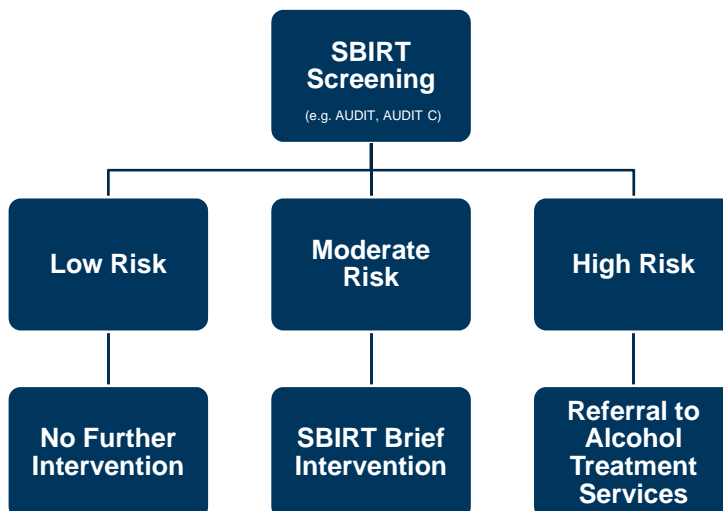 SBIRT
Screening
(e.g. AUDIT, AUDIT C)
Low Risk
Moderate
Risk
High Risk
No Further
Intervention
SBIRT Brief
Intervention
Referral to
Alcohol
Treatment
Services